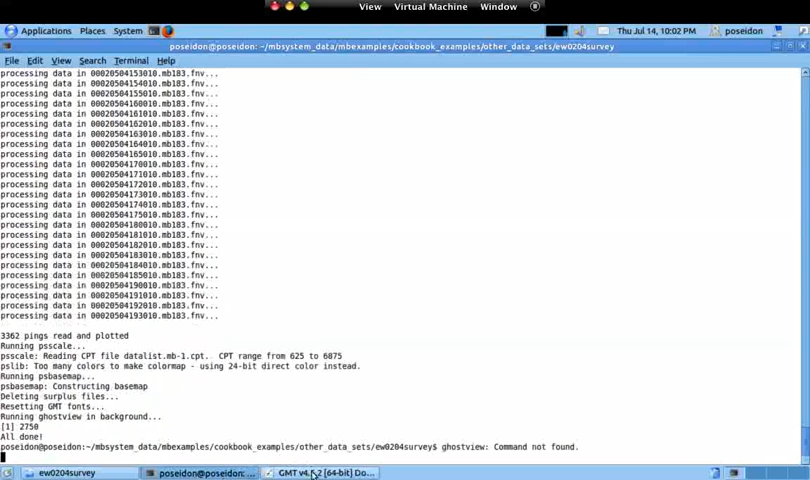 View Virtual Machine Window
Applications Places System Thu Jul 14, 10:02 PM poseidon
poseidon@poseidon: ~/mbsystem_data/mbexamples/cookbook_examples/other_data_sets/ew0204survey
File Edit View Search Terminal Help
processing data in 00020504153010.mb183.fnv...
processing data in 00020504154010.mb183.fnv...
processing data in 00020504155010.mb183.fnv...
processing data in 00020504160010.mb183.fnv...
processing data in 00020504161010.mb183.fnv...
processing data in 00020504162010.mb183.fnv...
processing data in 00020504163010.mb183.fnv...
processing data in 00020504164010.mb183.fnv...
processing data in 00020504165010.mb183.fnv...
processing data in 00020504170010.mb183.fnv...
processing data in 00020504171010.mb183.fnv...
processing data in 00020504172010.mb183.fnv...
processing data in 00020504173010.mb183.fnv...
processing data in 00020504174010.mb183.fnv...
processing data in 00020504175010.mb183.fnv...
processing data in 00020504180010.mb183.fnv...
processing data in 00020504181010.mb183.fnv...
processing data in 00020504182010.mb183.fnv...
processing data in 00020504183010.mb183.fnv...
processing data in 00020504184010.mb183.fnv...
processing data in 00020504185010.mb183.fnv...
processing data in 00020504190010.mb183.fnv...
processing data in 00020504191010.mb183.fnv...
processing data in 00020504192010.mb183.fnv...
processing data in 00020504193010.mb183.fnv...
3362 pings read and plotted
Running psscale...
psscale: Reading CPT file datalist.mb-1.cpt. CPT range from 625 to 6875
pslib: Too many colors to make colormap - using 24-bit direct color instead.
Running psbasemap...
psbasemap: Constructing basemap
Deleting surplus files...
Resetting GMT fonts...
Running ghostview in background...
[1] 2750
All done!
poseidon@poseidon:~/mbsystem_data/mbexamples/cookbook_examples/other_data_sets/ew0204survey$ ghostview: Command not found.
ew0204survey poseidon@poseidon: ... GMT [64-bit] Do...